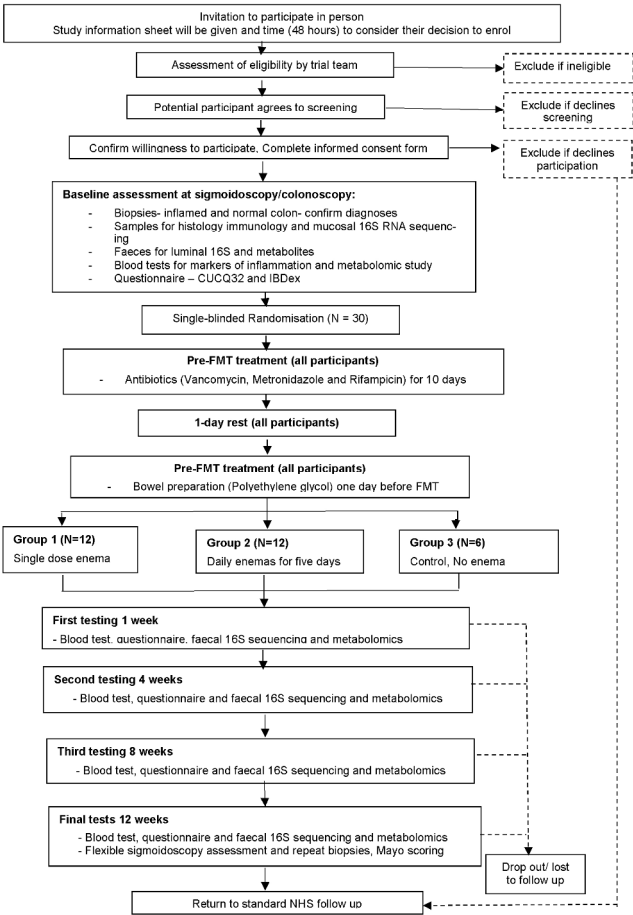 Invitation to participate in person
Study information sheet will be given and time (48 hours) to consider their decision to enrol
Assessment of eligibility by trial team
Exclude if ineligible
Potential participant agrees to screening
Exclude if declines
screening
Confirm willingness to participate, Complete informed consent form
Exclude if declines
participation
Baseline assessment at sigmoidoscopy/colonoscopy:
- Biopsies- inflamed and normal colon- confirm diagnoses
- Samples for histology immunology and mucosal 16S RNA sequenc-
ing
- Faeces for luminal 16S and metabolites
- Blood tests for markers of inflammation and metabolomic study
- Questionnaire – CUCQ32 and IBDex
Single-blinded Randomisation (N = 30)
Pre-FMT treatment (all participants)
- Antibiotics (Vancomycin, Metronidazole and Rifampicin) for 10 days
1-day rest (all participants)
Pre-FMT treatment (all participants)
- Bowel preparation (Polyethylene glycol) one day before FMT
Group 1 (N=12)
Single dose enema
Group 2 (N=12)
Daily enemas for five days
Group 3 (N=6)
Control, No enema
First testing 1 week
- Blood test, questionnaire, faecal 16S sequencing and metabolomics
Second testing 4 weeks
- Blood test, questionnaire and faecal 16S sequencing and metabolomics
Third testing 8 weeks
- Blood test, questionnaire and faecal 16S sequencing and metabolomics
Final tests 12 weeks
- Blood test, questionnaire and faecal 16S sequencing and metabolomics
- Flexible sigmoidoscopy assessment and repeat biopsies, Mayo scoring
Drop out/ lost
to follow up
Return to standard NHS follow up